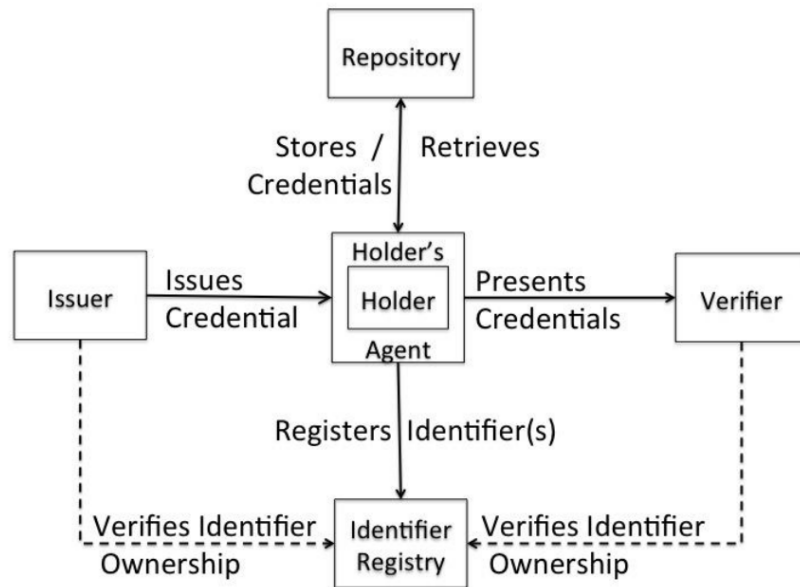 Repository
Stores / Retrieves
Credentials
Holder's
Issues
Presents
Issuer
Holder
Verifier
Credential
Credentials
Agent
Registers Identifier(s)
Verifies Identifier
Ownership
Identifier
Registry
Verifies Identifier
Ownership